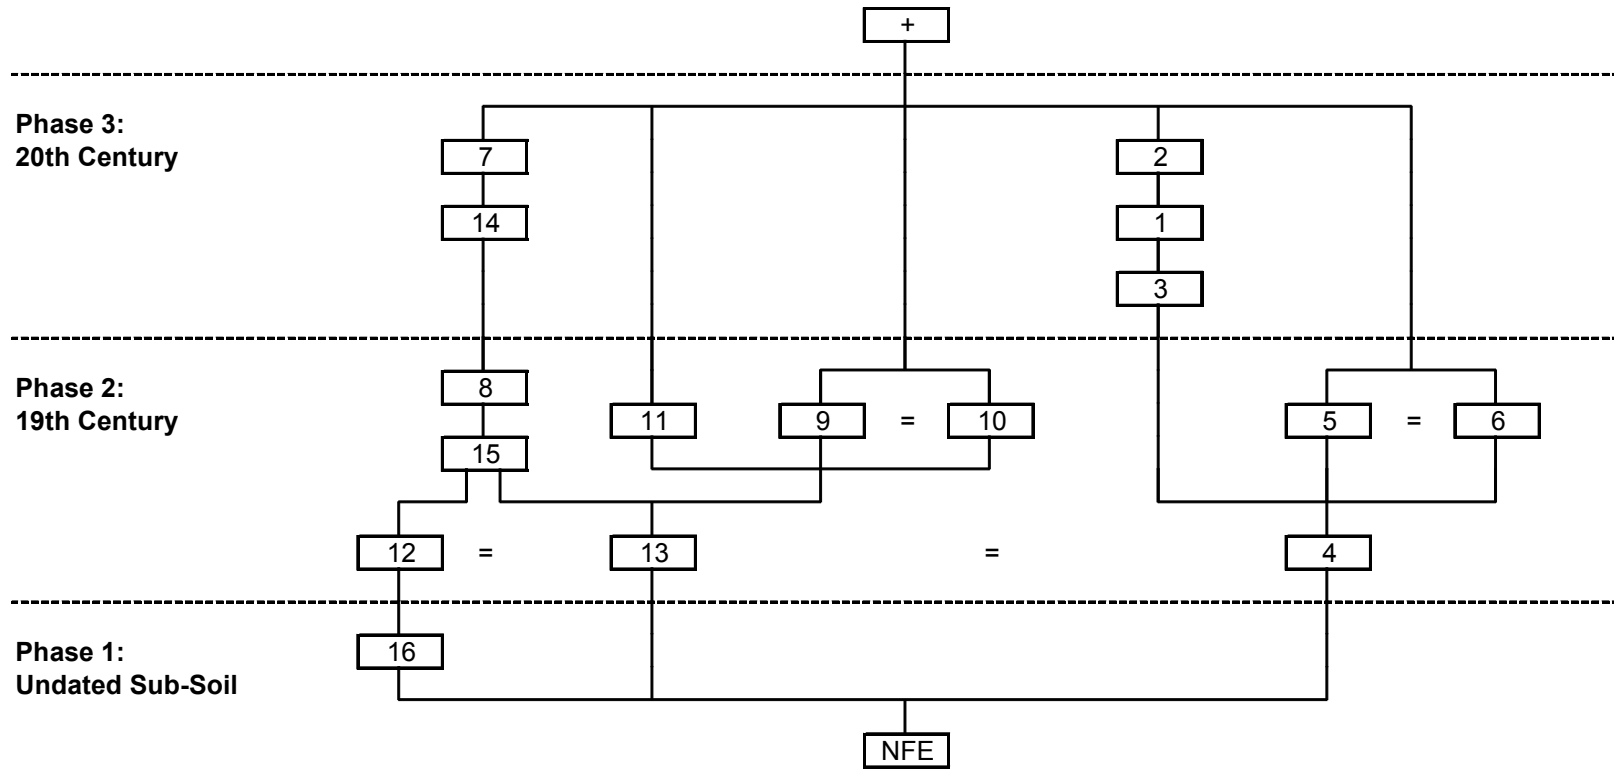 +
Phase 3:
20th Century
7
2
14
1
3
Phase 2:
19th Century
8
11
9 = 10
5 = 6
15
12 = 13 = 4
Phase 1:
Undated Sub-Soil
16
NFE